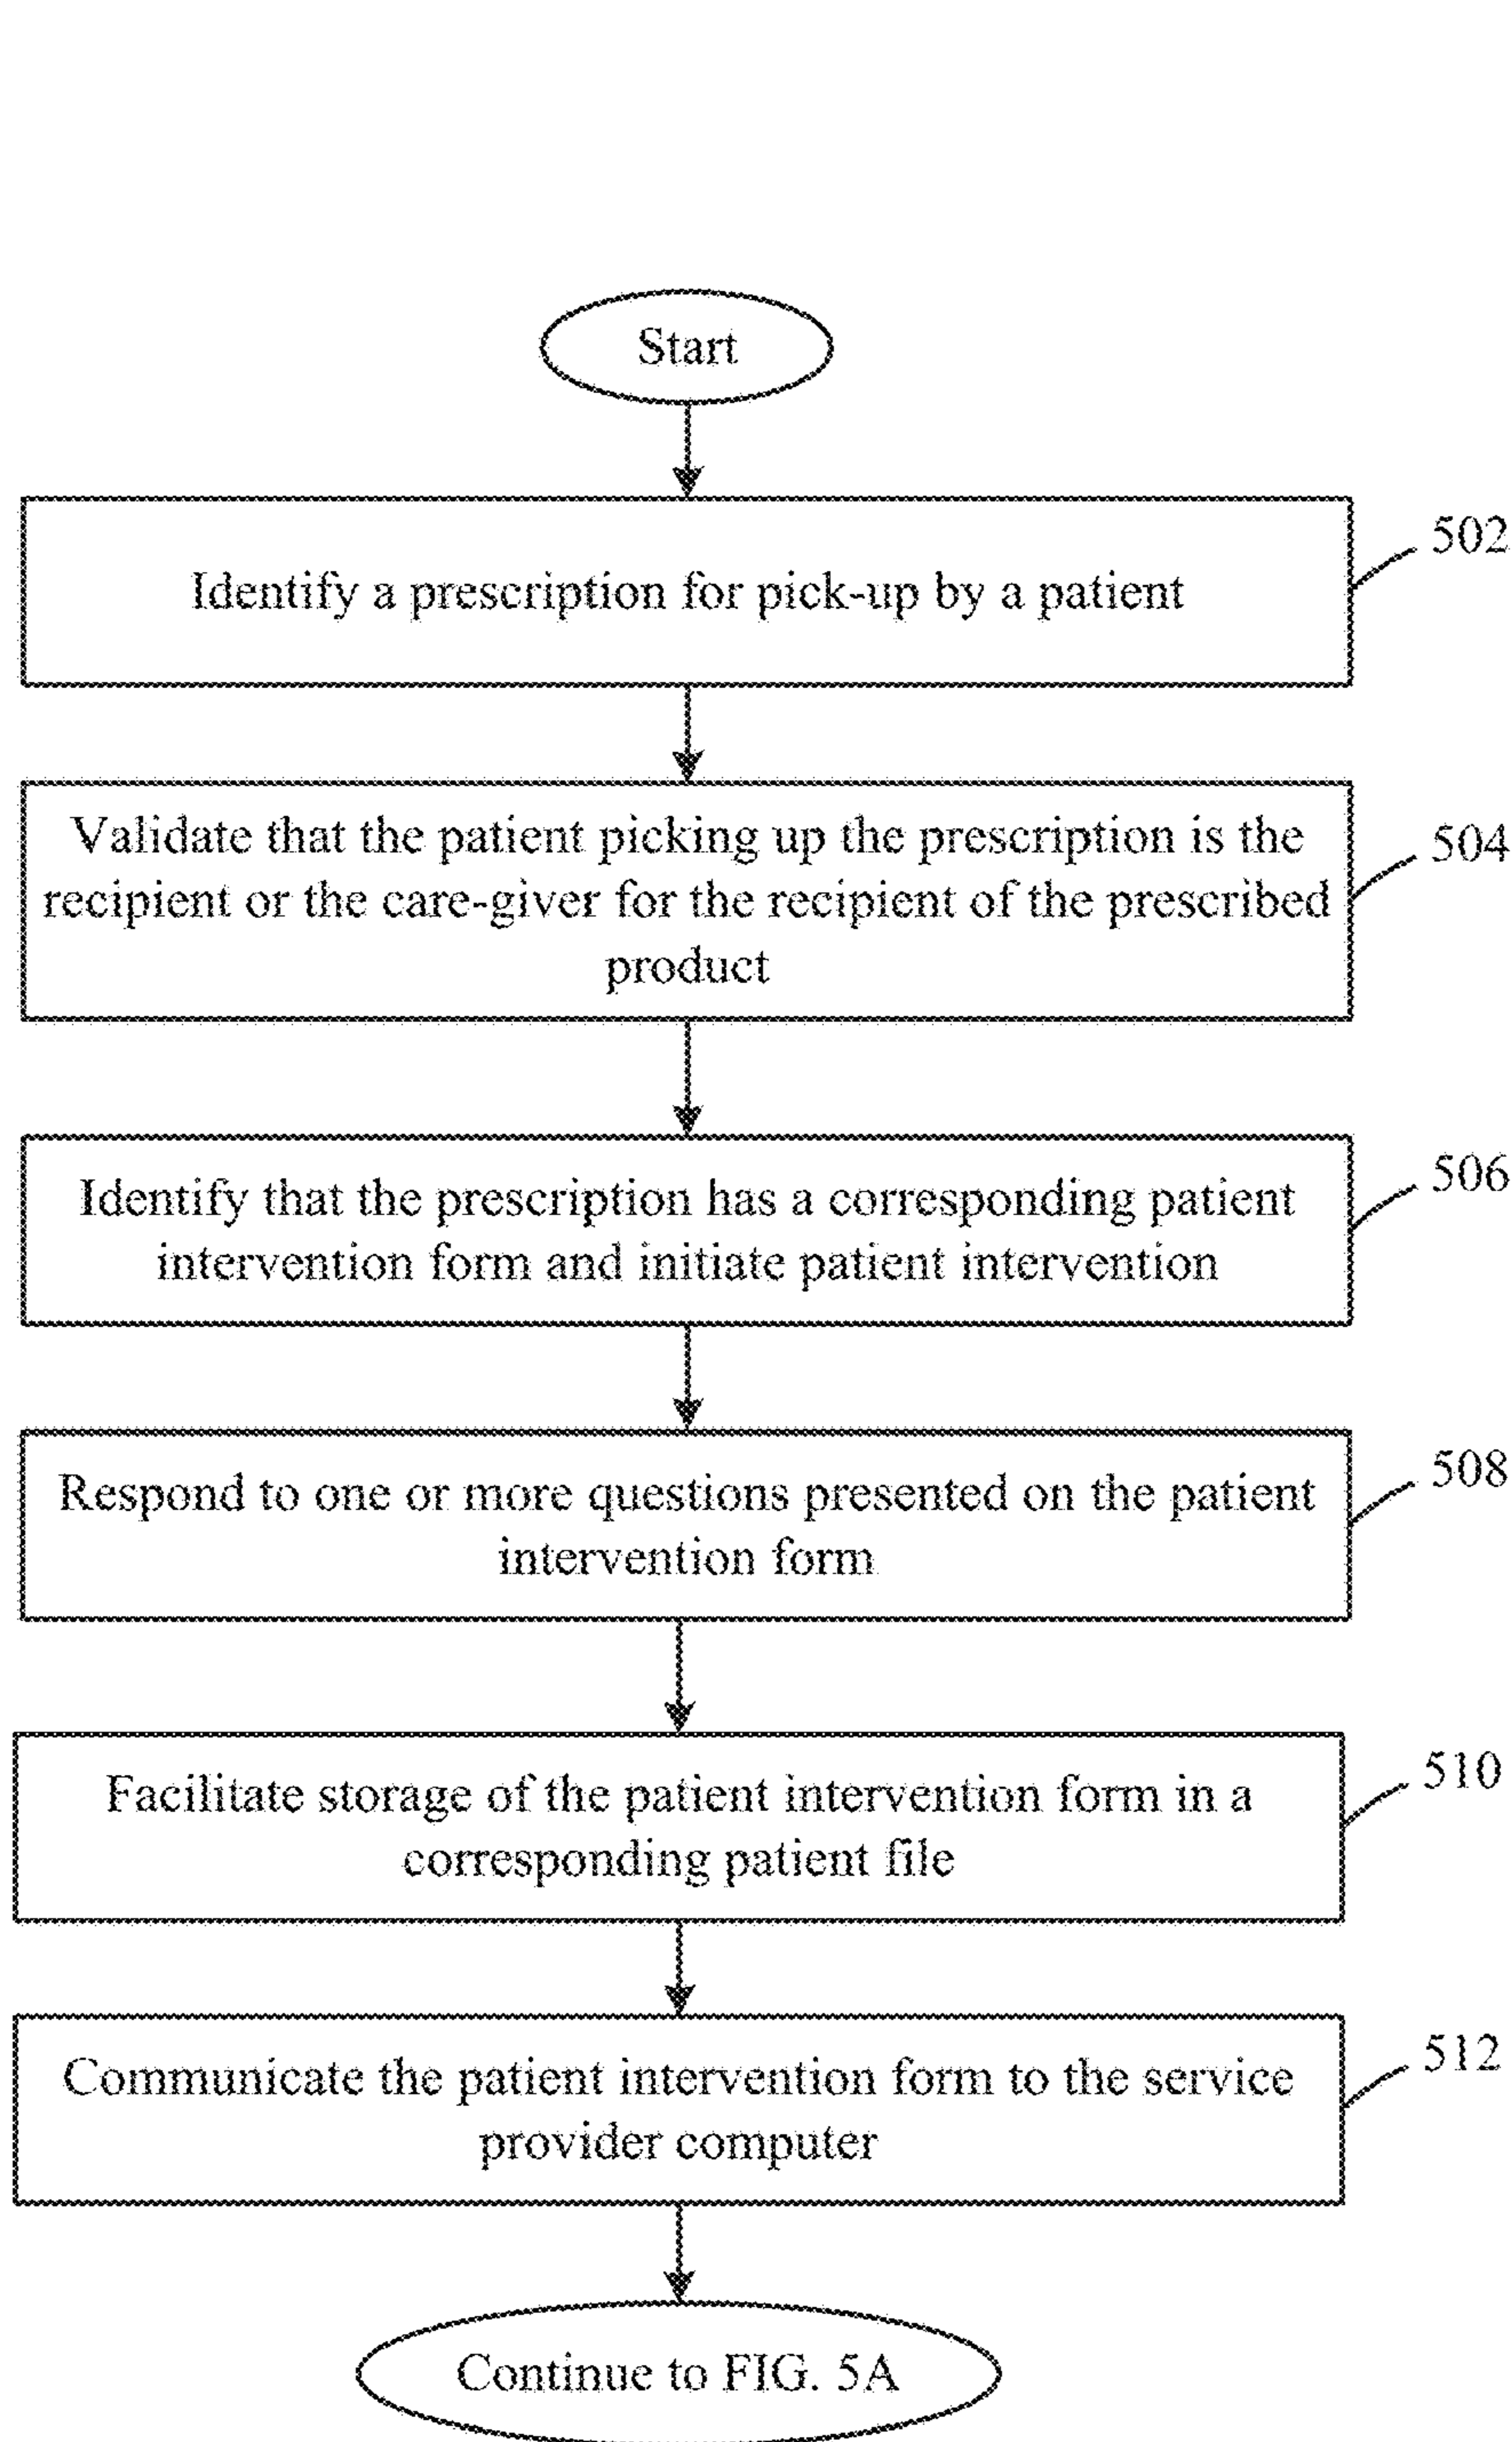 Start
Identify a prescription for pick-up by a patient
502
Validate that the patient picking up the prescription is the
recipient or the care-giver for the recipient of the prescribed
product
504
Identify that the prescription has a corresponding patient
intervention form and initiate patient intervention
506
Respond to one or more questions presented on the patient
intervention form
508
Facilitate storage of the patient intervention form in a
corresponding patient file
510
Communicate the patient intervention form to the service
provider computer
512
Continue to FIG. 5A